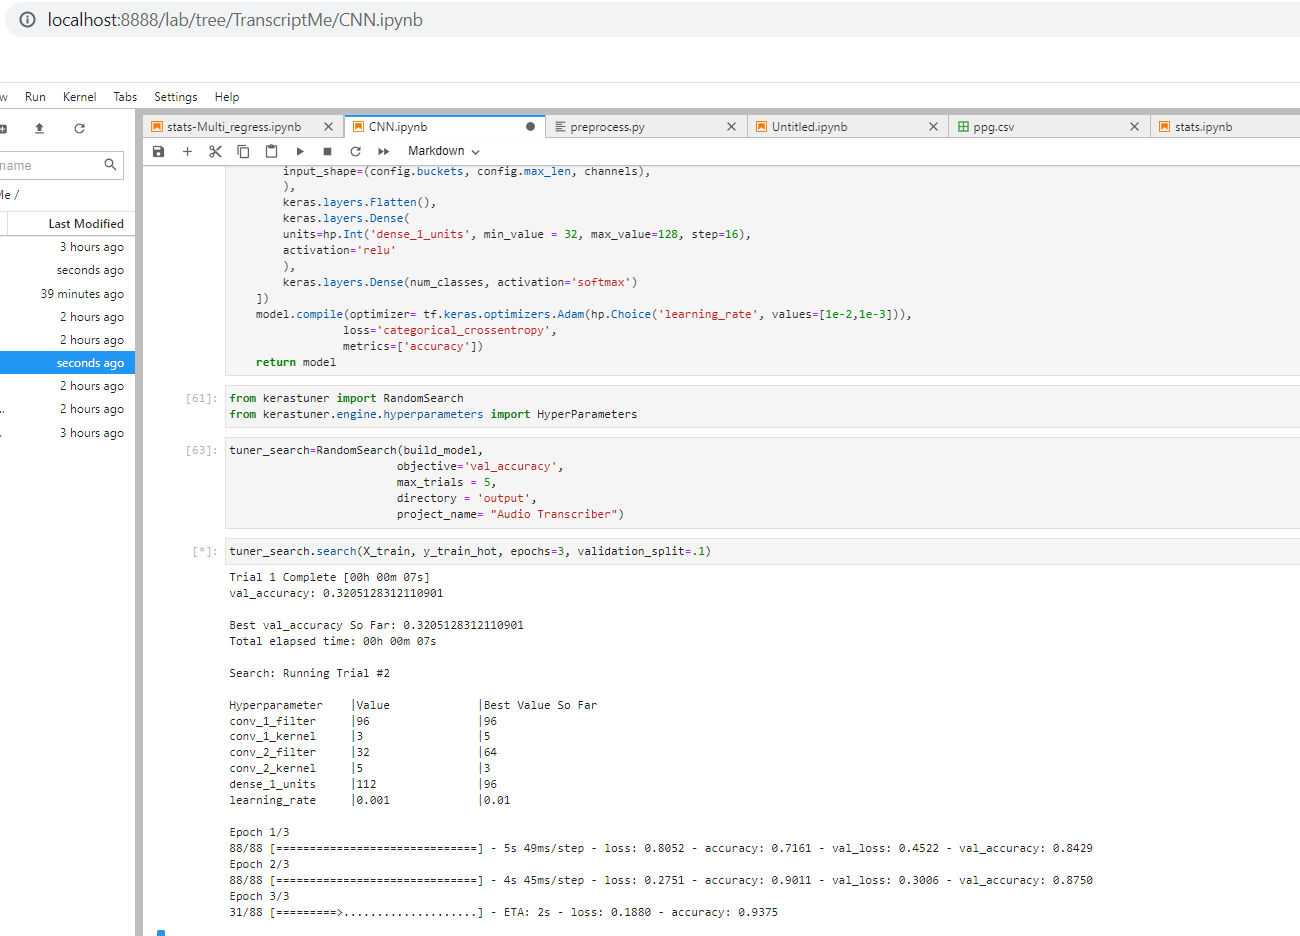 localhost:8888/lab/tree/TranscriptMe/CNN.ipynb
w Run Kernel Tabs Settings Help
stats-Multi_regress.ipynb CNN.ipynb preprocess.py Untitled.ipynb ppg.csv stats.ipynb
Markdown
name
Me /
Last Modified
3 hours ago
seconds ago
39 minutes ago
2 hours ago
2 hours ago
seconds ago
2 hours ago
.. 2 hours ago
. 3 hours ago
input_shape=(config.buckets, config.max_len, channels),
),
keras.layers.Flatten(),
keras.layers.Dense(
units=hp.Int('dense_1_units', min_value = 32, max_value=128, step=16),
activation='relu'
),
keras.layers.Dense(num_classes, activation='softmax')
])
model.compile(optimizer= tf.keras.optimizers.Adam(hp.Choice('learning_rate', values=[1e-2,1e-3])),
loss='categorical_crossentropy',
metrics=['accuracy'])
return model
[61]: from kerastuner import RandomSearch
from kerastuner.engine.hyperparameters import HyperParameters
[63]: tuner_search=RandomSearch(build_model,
objective='val_accuracy',
max_trials = 5,
directory = 'output',
project_name= "Audio Transcriber")
[*]: tuner_search.search(X_train, y_train_hot, epochs=3, validation_split=.1)
Trial 1 Complete [00h 00m 07s]
val_accuracy: 0.3205128312110901
Best val_accuracy So Far: 0.3205128312110901
Total elapsed time: 00h 00m 07s
Search: Running Trial #2
Hyperparameter |Value |Best Value So Far
conv_1_filter |96 |96
conv_1_kernel |3 |5
conv_2_filter |32 |64
conv_2_kernel |5 |3
dense_1_units |112 |96
learning_rate |0.001 |0.01
Epoch 1/3
88/88 [==============================] - 5s 49ms/step - loss: 0.8052 - accuracy: 0.7161 - val_loss: 0.4522 - val_accuracy: 0.8429
Epoch 2/3
88/88 [==============================] - 4s 45ms/step - loss: 0.2751 - accuracy: 0.9011 - val_loss: 0.3006 - val_accuracy: 0.8750
Epoch 3/3
31/88 [=========>....................] - ETA: 2s - loss: 0.1880 - accuracy: 0.9375